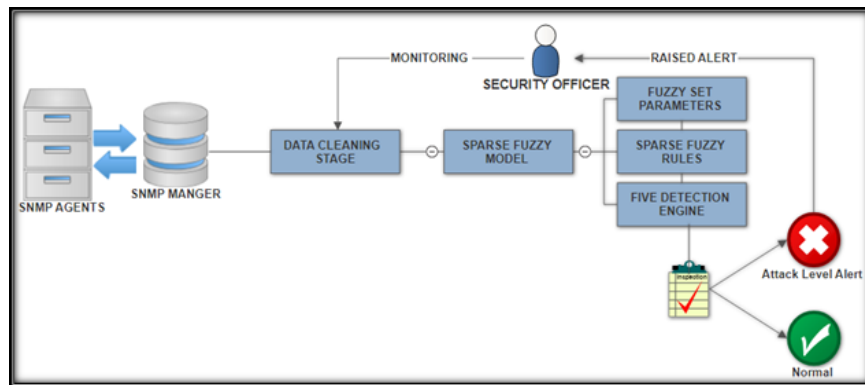 MONITORING
RAISED ALERT
SECURITY OFFICER
FUZZY SET
PARAMETERS
DATA CLEANING
STAGE
SPARSE FUZZY
MODEL
SPARSE FUZZY
RULES
SNMP AGENTS
SNMP MANGER
FIVE DETECTION
ENGINE
Inspection
Attack Level Alert
Normal